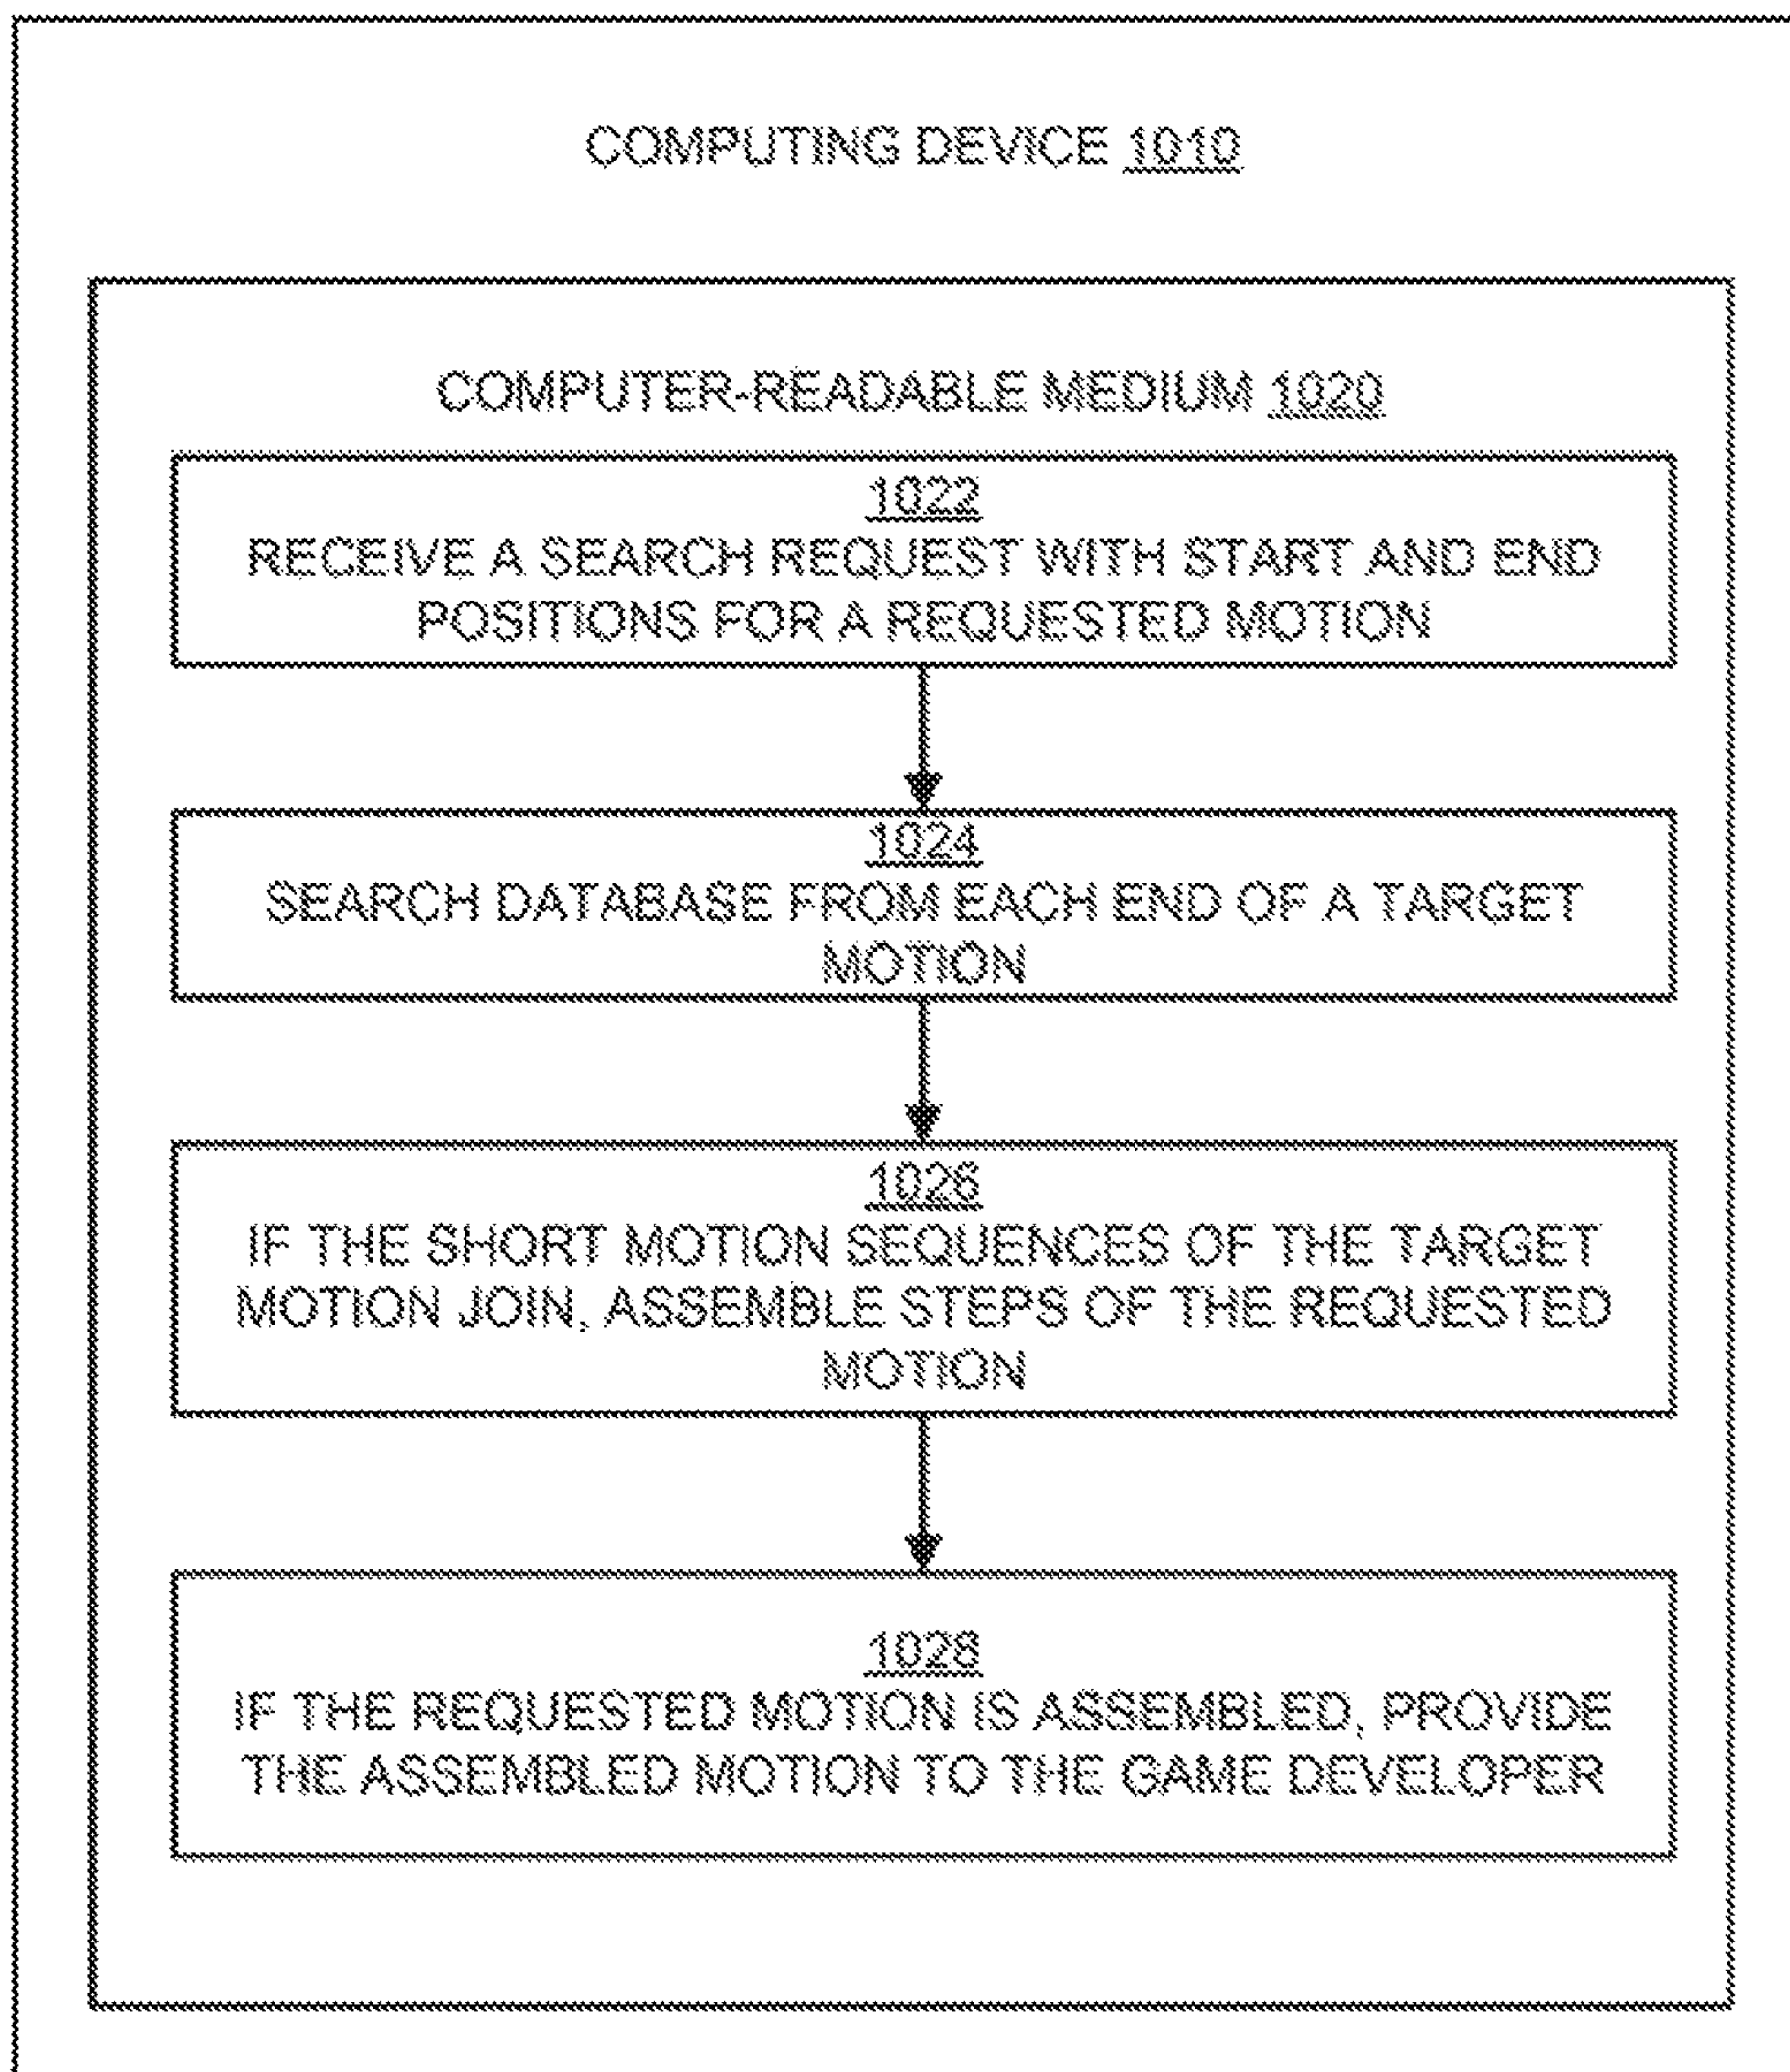 COMPUTING DEVICE 1010
COMPUTER-READABLE MEDIUM 1020
1022
RECEIVE A SEARCH REQUEST WITH START AND END
POSITIONS FOR A REQUESTED MOTION
1024
SEARCH DATABASE FROM EACH END OF A TARGET
MOTION
1026
IF THE SHORT MOTION SEQUENCES OF THE TARGET
MOTION JOIN, ASSEMBLE STEPS OF THE REQUESTED
MOTION
1028
IF THE REQUESTED MOTION IS ASSEMBLED, PROVIDE
THE ASSEMBLED MOTION TO THE GAME DEVELOPER